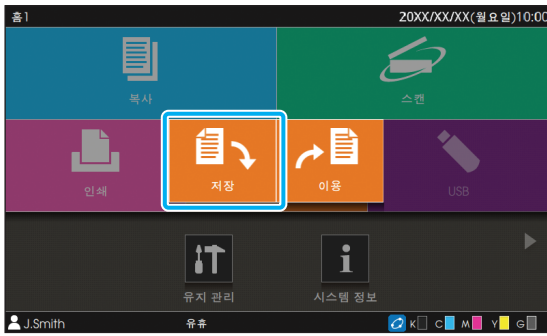 홈1
20XX/XX/XX(월요일)10:00
복사
스캔
인쇄
저장
이용
USB
유지 관리
시스템 정보
J.Smith
유휴
K C M Y G